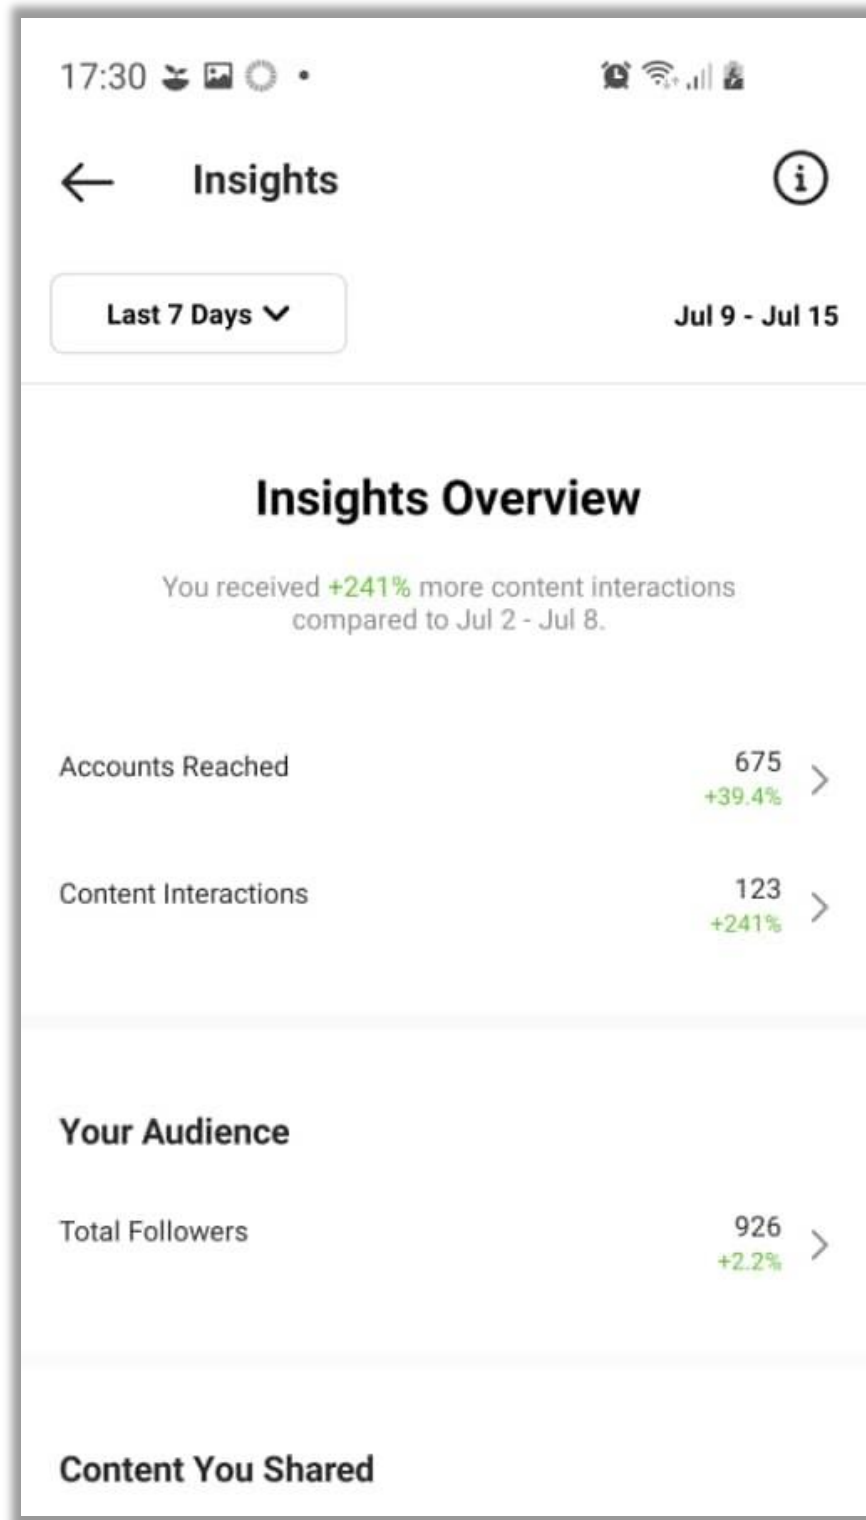 17:30
Insights
Last 7 Days
Jul 9 - Jul 15
Insights Overview
You received +241% more content interactions
compared to Jul 2 - Jul 8.
Accounts Reached
675
+39.4%
Content Interactions
123
+241%
Your Audience
Total Followers
926
+2.2%
Content You Shared